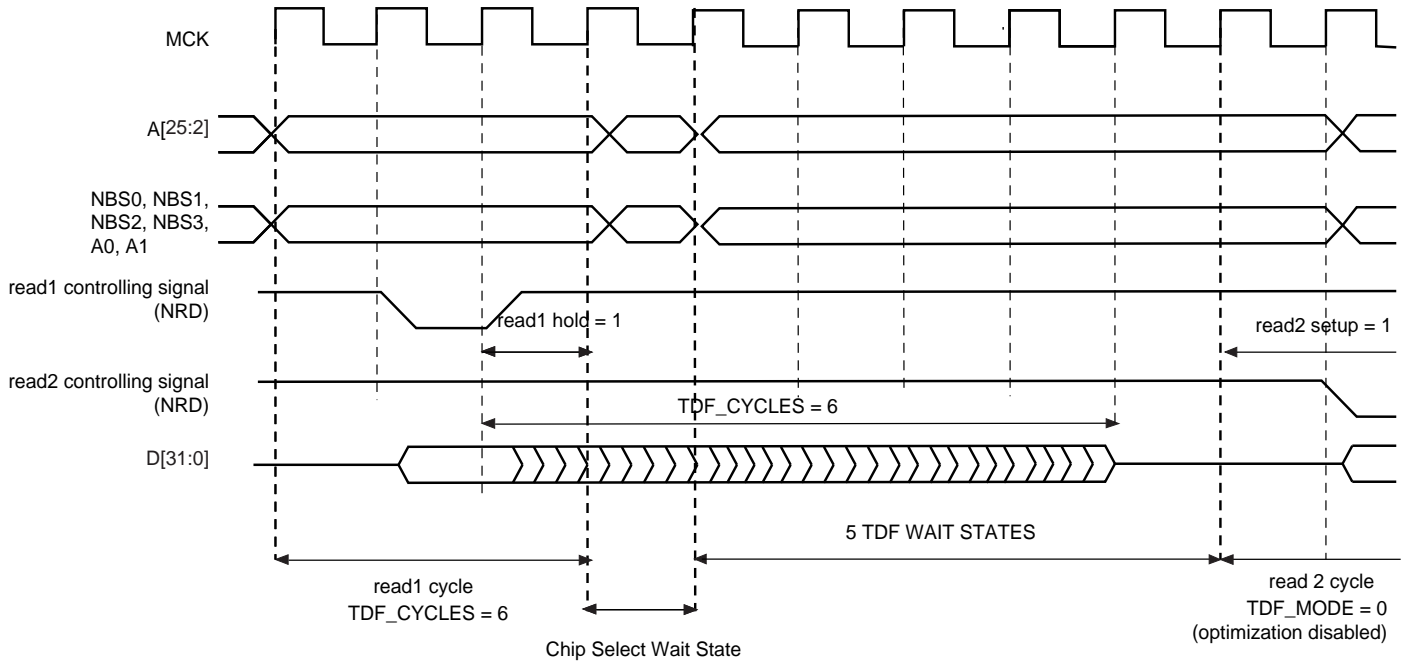 MCK
A[25:2]
NBS0, NBS1,
NBS2, NBS3,
A0, A1
read1 controlling signal
(NRD)
read1 hold = 1
read2 setup = 1
read2 controlling signal
(NRD)
TDF_CYCLES = 6
D[31:0]
5 TDF WAIT STATES
read1 cycle
TDF_CYCLES = 6
read 2 cycle
TDF_MODE = 0
(optimization disabled)
Chip Select Wait State